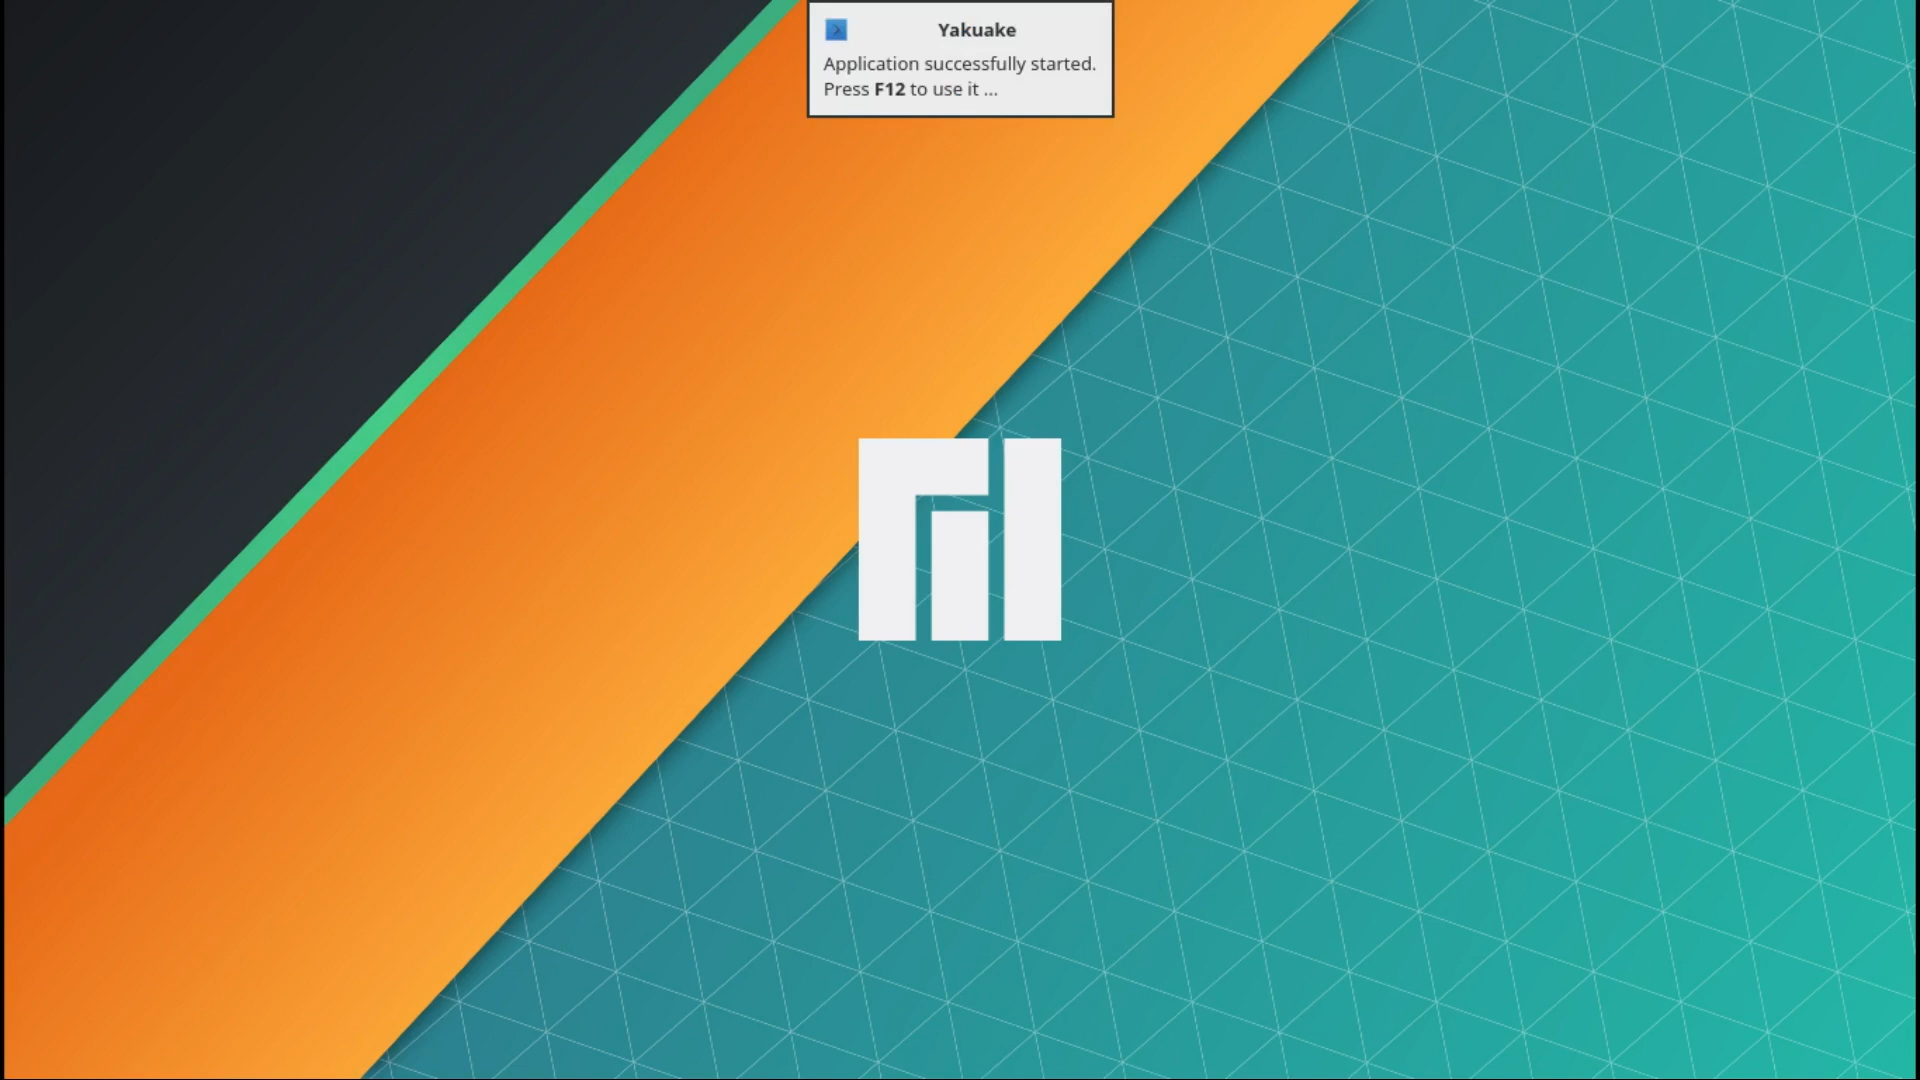 Yakuake
Application successfully started.
Press F12 to use it ...